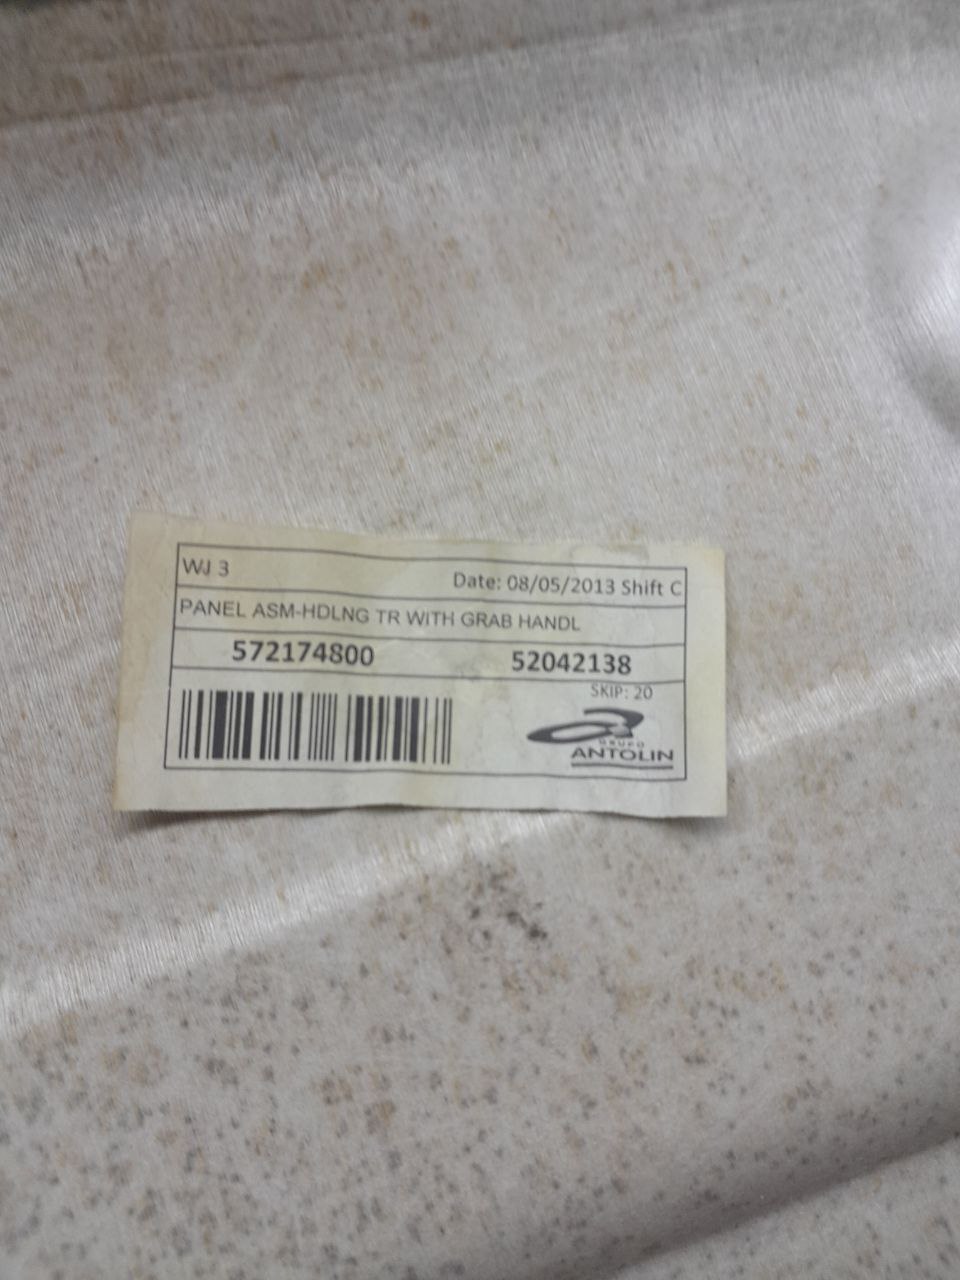 WJ 3
Date: 08/05/2013 Shift C
PANEL ASM-HDLNG TR WITH GRAB HANDL
572174800 52042138
SKIP: 20
GRUPO
ANTOLIN